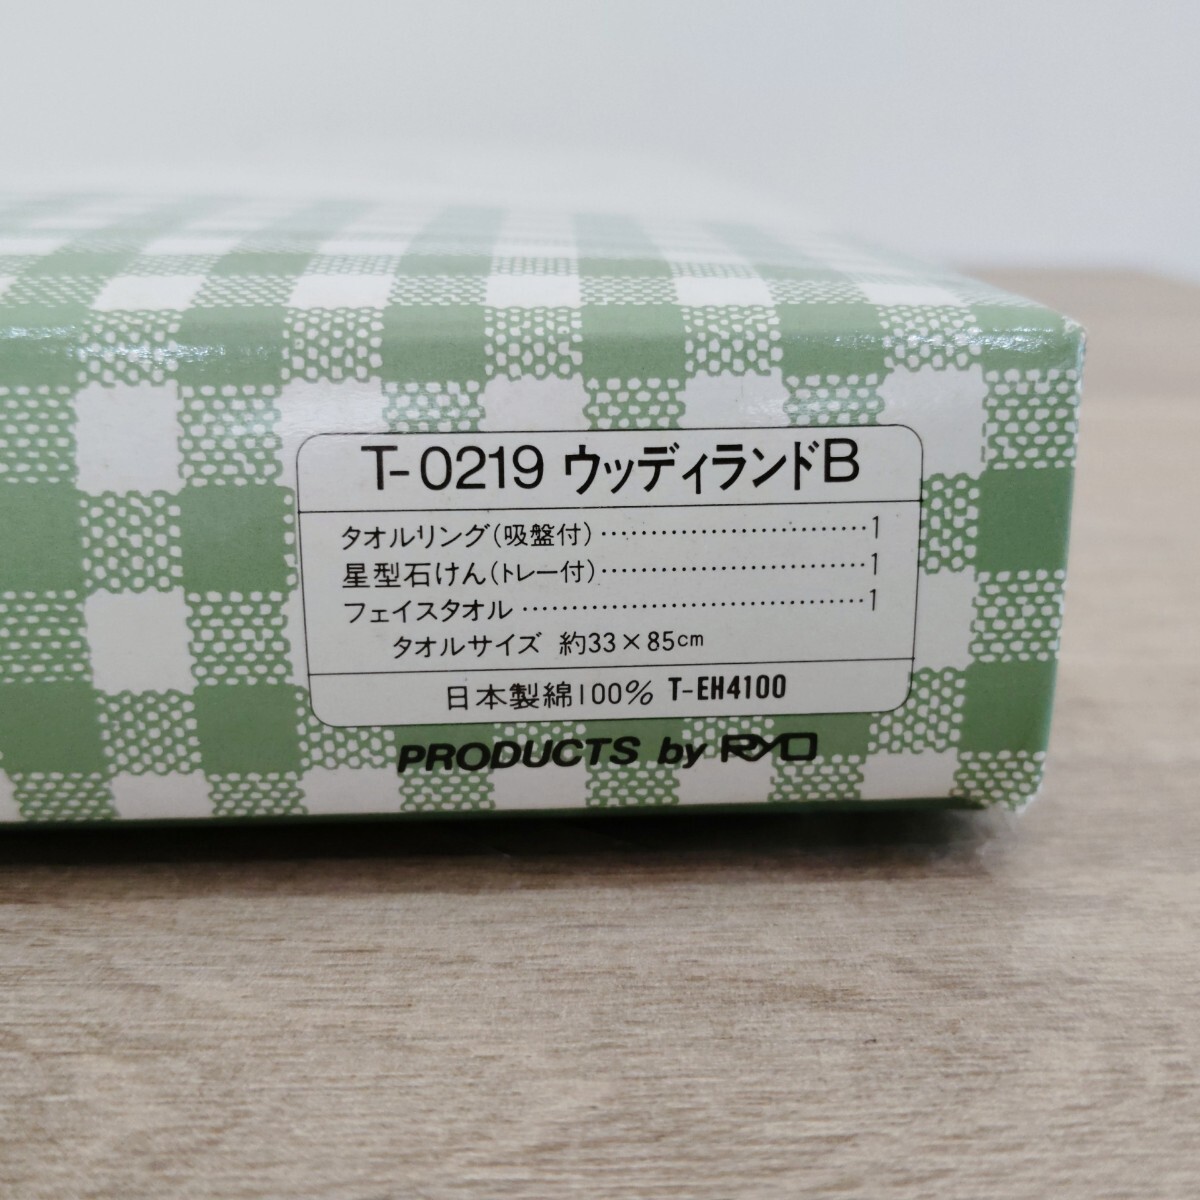 T-0219 ウッディランドB
タオルリング(吸盤付)…………………………1
星型石けん(トレー付)…………………………1
フェイスタオル…………………………………1
タオルサイズ 約33×85cm
日本製綿100% T-EH4100
PRODUCTS by RYO